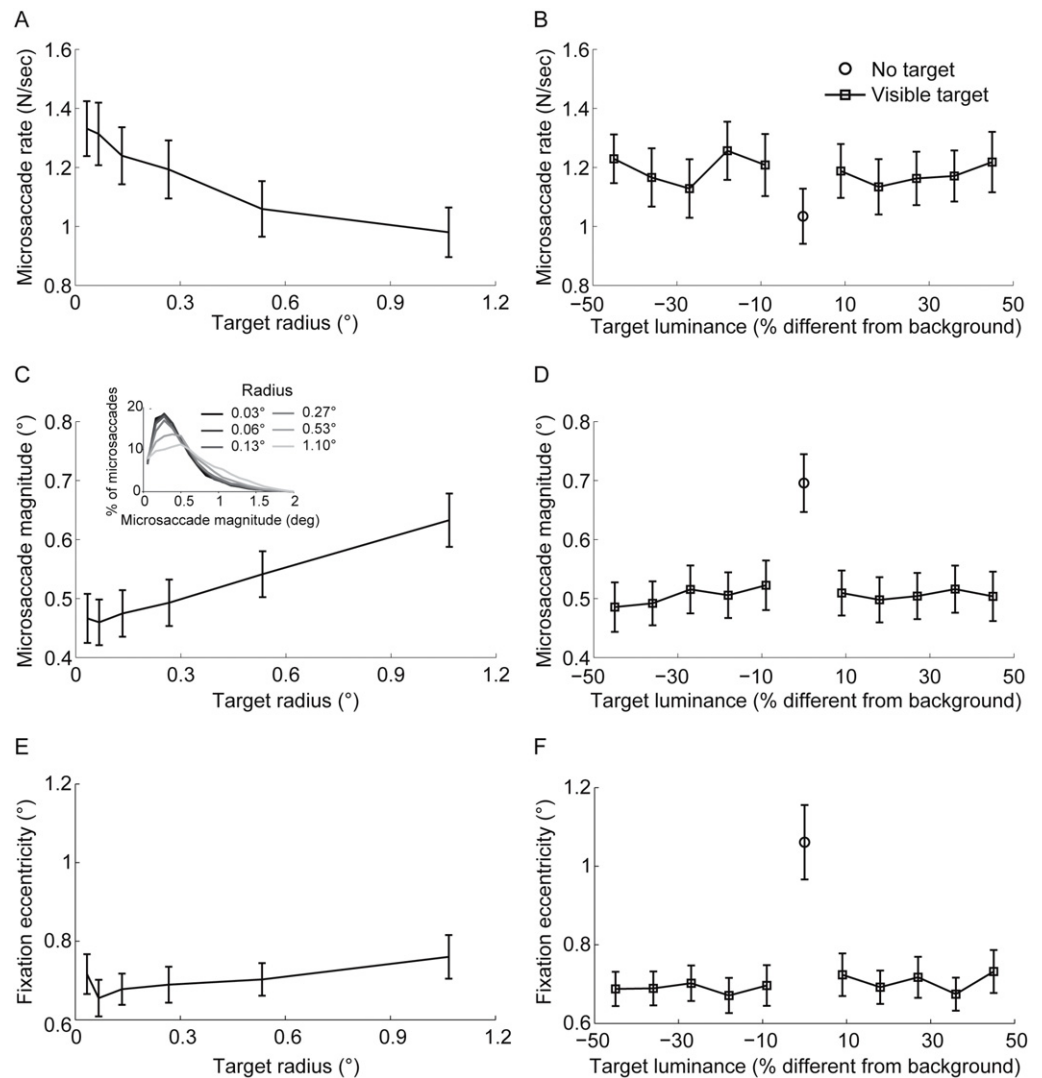 A
Microsaccade rate (N/sec)
1.6
1.4
1.2
1
0.8
0 0.3 0.6 0.9 1.2
Target radius (°)
B
Microsaccade rate (N/sec)
1.6
1.4
1.2
1
0.8
No target
Visible target
−50 −30 −10 10 30 50
Target luminance (% different from background)
C
Microsaccade magnitude (°)
0.8
0.7
0.6
0.5
0.4
0 0.3 0.6 0.9 1.2
Target radius (°)
% of microsaccades
20
10
0
0 0.5 1 1.5 2
Microsaccade magnitude (deg)
Radius
0.03° 0.27°
0.06° 0.53°
0.13° 1.10°
D
Microsaccade magnitude (°)
0.8
0.7
0.6
0.5
0.4
−50 −30 −10 10 30 50
Target luminance (% different from background)
E
Fixation eccentricity (°)
1.2
1
0.8
0.6
0 0.3 0.6 0.9 1.2
Target radius (°)
F
Fixation eccentricity (°)
1.2
1
0.8
0.6
−50 −30 −10 10 30 50
Target luminance (% different from background)